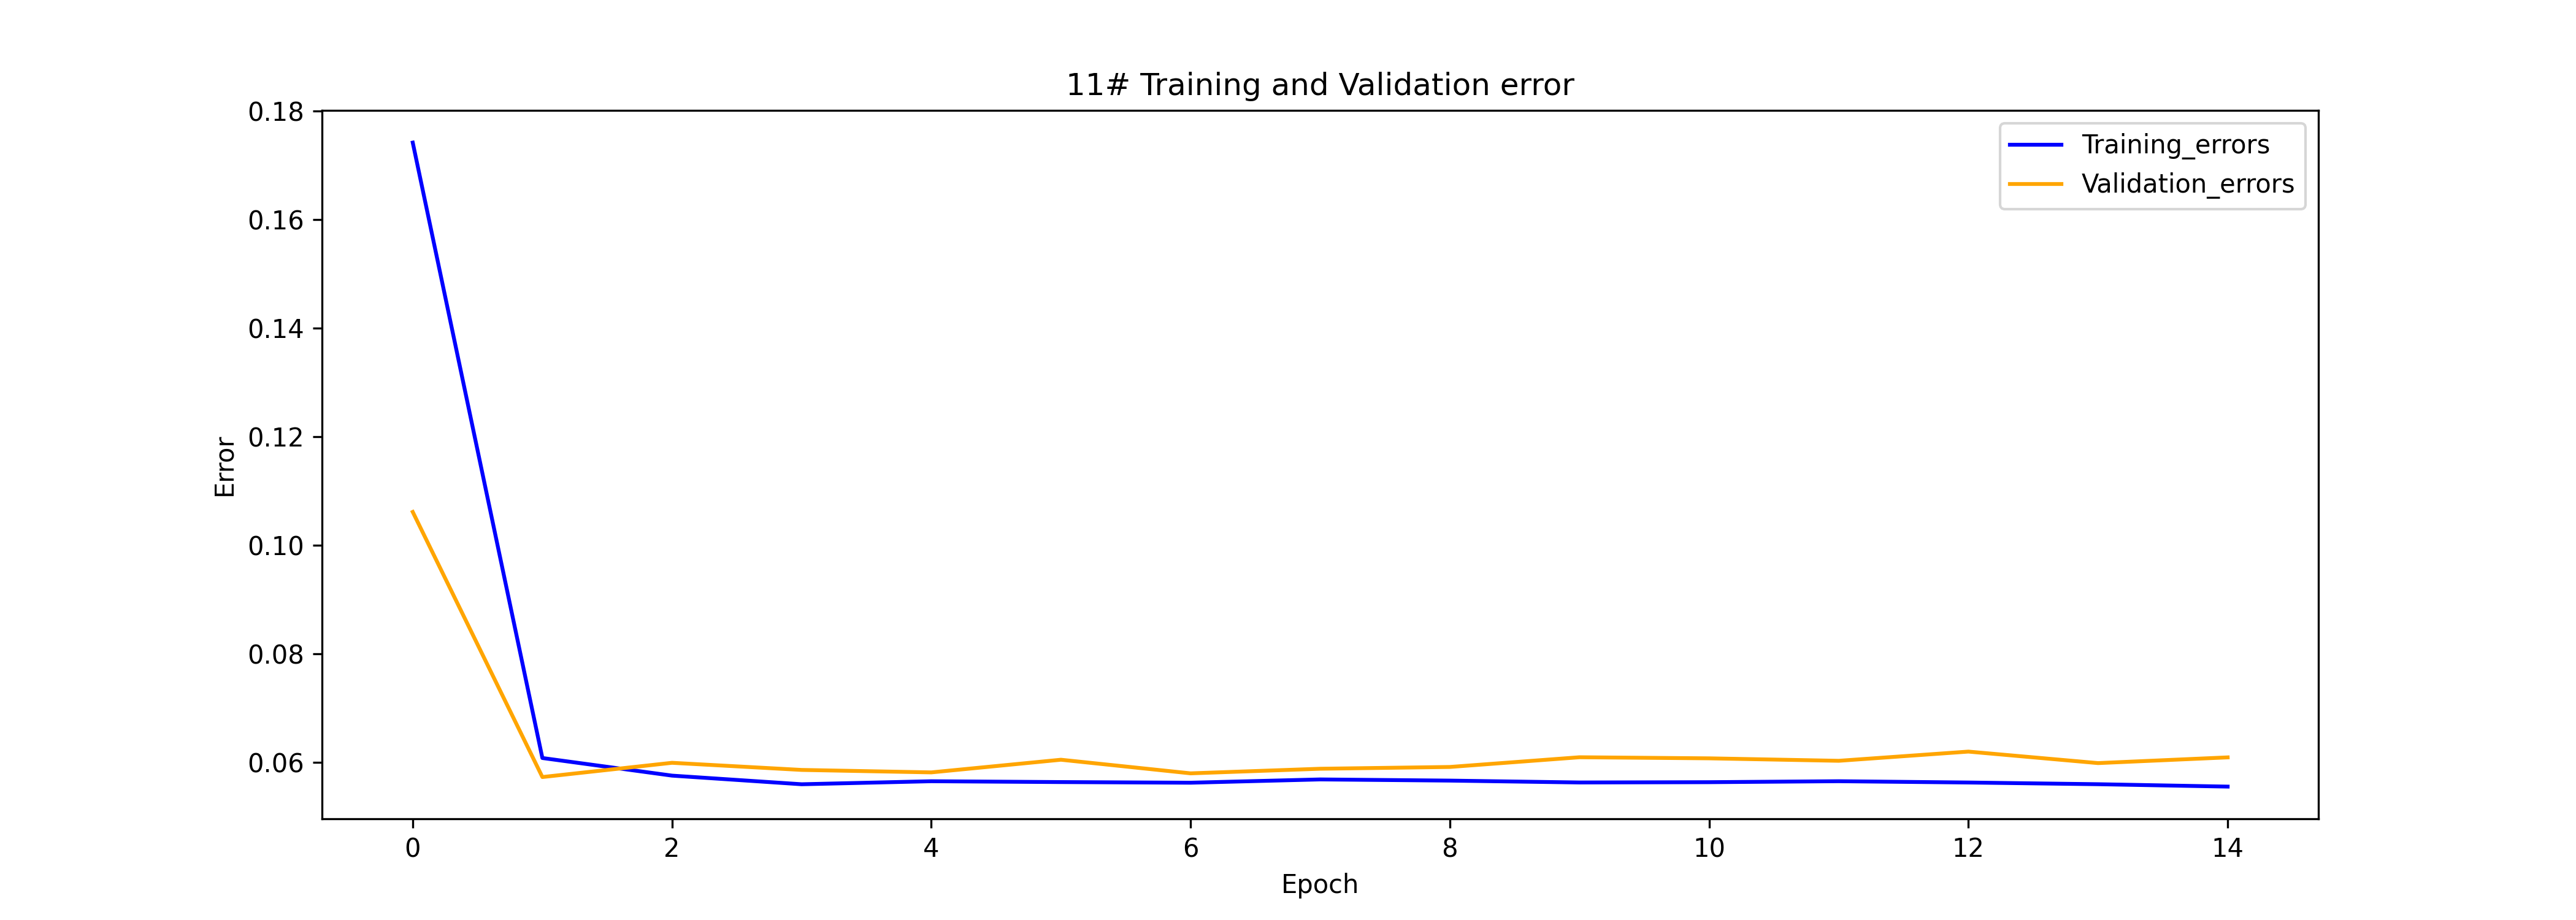 11# Training and Validation error
Training_errors
Validation_errors
Error
0.18
0.16
0.14
0.12
0.10
0.08
0.06
0 2 4 6 8 10 12 14
Epoch